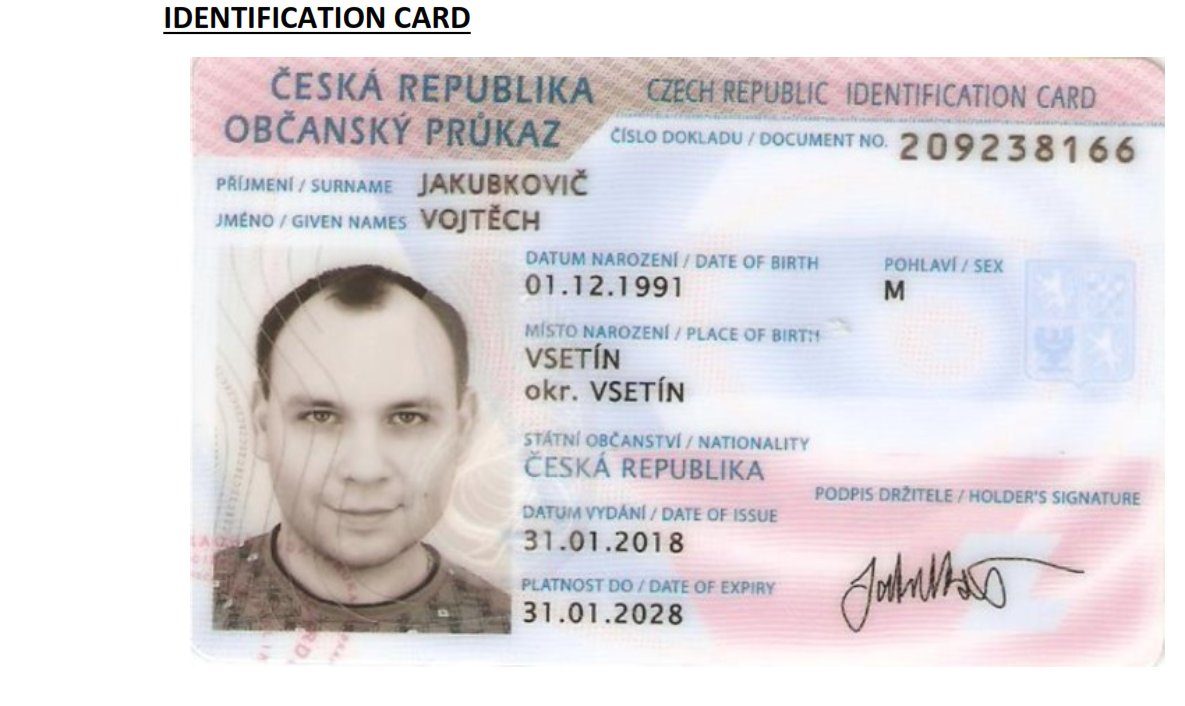 IDENTIFICATION CARD
ČESKÁ REPUBLIKA CZECH REPUBLIC IDENTIFICATION CARD
OBČANSKÝ PRŮKAZ
ČÍSLO DOKLADU / DOCUMENT NO. 209238166
PŘÍJMENÍ / SURNAME JAKUBKOVIČ
JMÉNO / GIVEN NAMES VOJTĚCH
DATUM NAROZENÍ / DATE OF BIRTH
01.12.1991
POHLAVÍ / SEX
M
MÍSTO NAROZENÍ / PLACE OF BIRTH
VSETÍN
okr. VSETÍN
STÁTNÍ OBČANSTVÍ / NATIONALITY
ČESKÁ REPUBLIKA
DATUM VYDÁNÍ / DATE OF ISSUE
31.01.2018
PLATNOST DO / DATE OF EXPIRY
31.01.2028
PODPIS DRŽITELE / HOLDER'S SIGNATURE